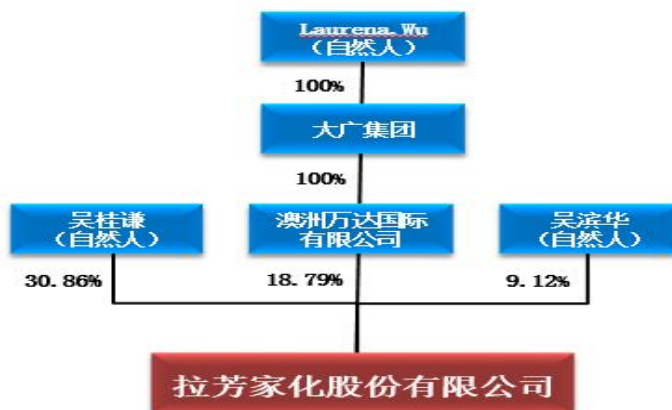 Laurena.Wu
（自然人）
100%
大广集团
100%
吴桂谦
（自然人）
澳洲万达国际
有限公司
吴滨华
（自然人）
30.86%
18.79%
9.12%
拉芳家化股份有限公司